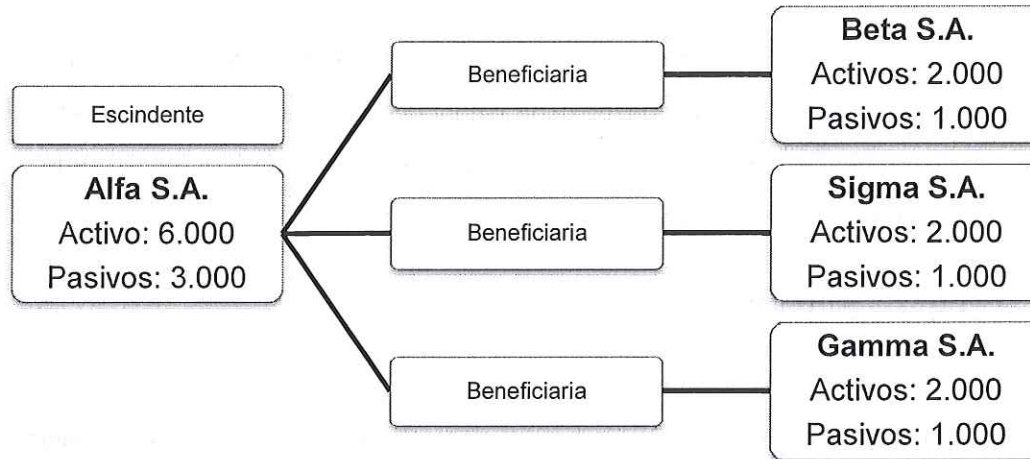 Escindente
Alfa S.A.
Activo: 6.000
Pasivos: 3.000
Beneficiaria
Beta S.A.
Activos: 2.000
Pasivos: 1.000
Beneficiaria
Sigma S.A.
Activos: 2.000
Pasivos: 1.000
Beneficiaria
Gamma S.A.
Activos: 2.000
Pasivos: 1.000